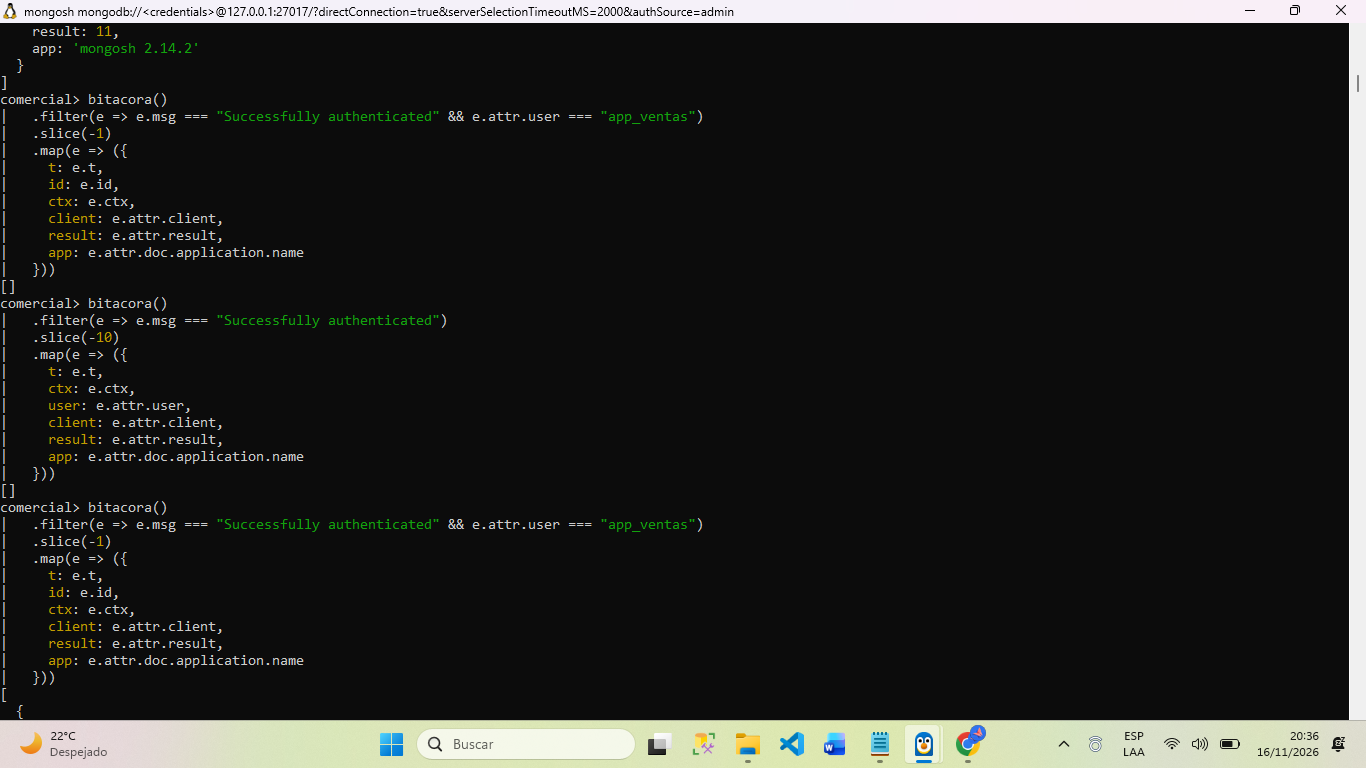 mongosh mongodb://<credentials>@127.0.0.1:27017/?directConnection=true&serverSelectionTimeoutMS=2000&authSource=admin
    result: 11,
    app: 'mongosh 2.14.2'
  }
]
comercial> bitacora()
|   .filter(e => e.msg === "Successfully authenticated" && e.attr.user === "app_ventas")
|   .slice(-1)
|   .map(e => ({
|     t: e.t,
|     id: e.id,
|     ctx: e.ctx,
|     client: e.attr.client,
|     result: e.attr.result,
|     app: e.attr.doc.application.name
|   }))
[]
comercial> bitacora()
|   .filter(e => e.msg === "Successfully authenticated")
|   .slice(-10)
|   .map(e => ({
|     t: e.t,
|     ctx: e.ctx,
|     user: e.attr.user,
|     client: e.attr.client,
|     result: e.attr.result,
|     app: e.attr.doc.application.name
|   }))
[]
comercial> bitacora()
|   .filter(e => e.msg === "Successfully authenticated" && e.attr.user === "app_ventas")
|   .slice(-1)
|   .map(e => ({
|     t: e.t,
|     id: e.id,
|     ctx: e.ctx,
|     client: e.attr.client,
|     result: e.attr.result,
|     app: e.attr.doc.application.name
|   }))
[
  {
22°C
Despejado
Buscar
ESP
LAA
20:36
16/11/2026